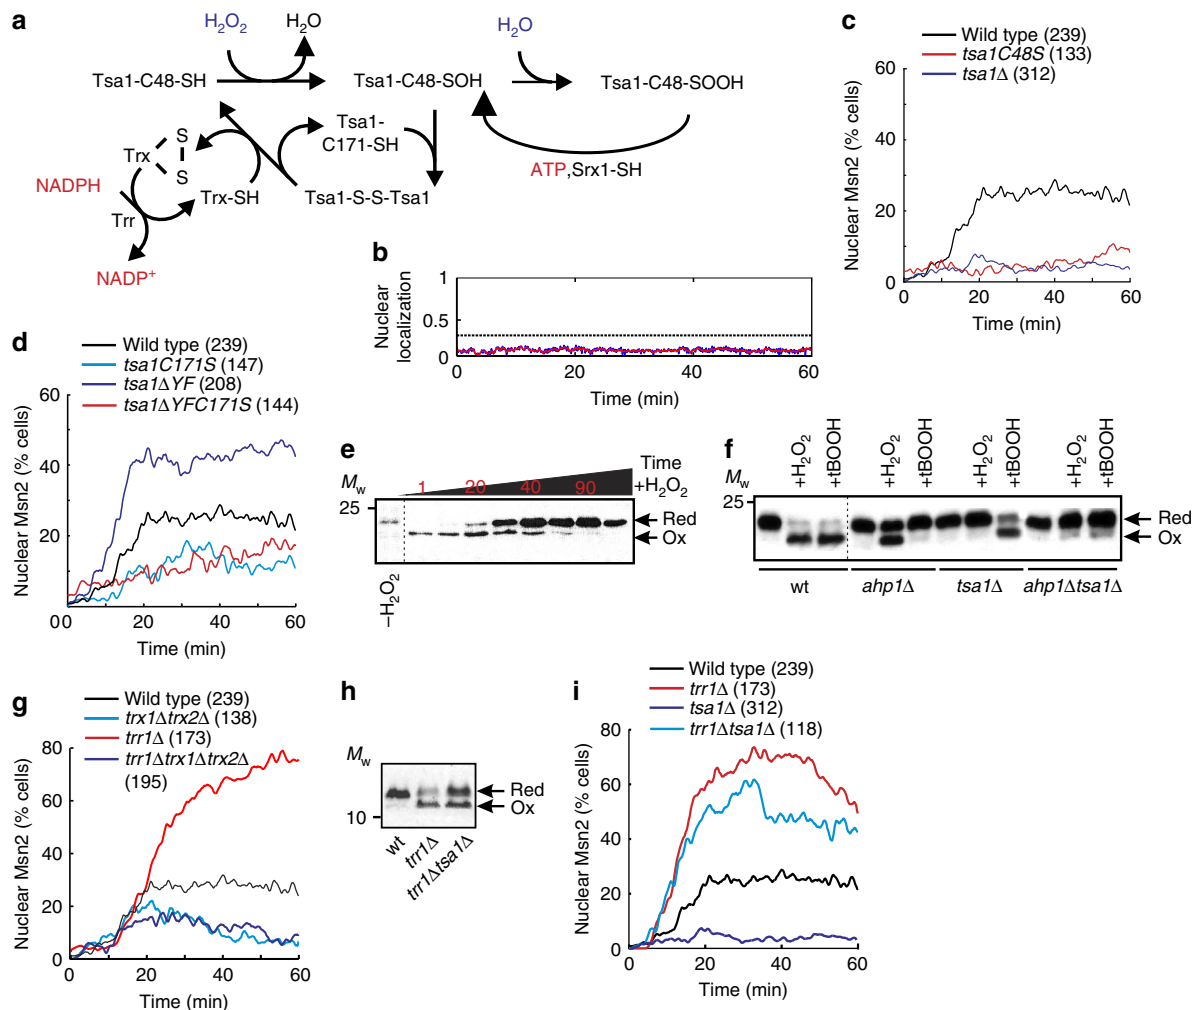 a
H2O2
H2O
H2O
Tsa1-C48-SH
Tsa1-C48-SOH
Tsa1-C48-SOOH
Tsa1-
C171-SH
Trx
S
S
NADPH
Trr
Trx-SH
Tsa1-S-S-Tsa1
ATP,Srx1-SH
NADP+
b
Nuclear
localization
1
0.5
0
0
20
40
60
Time (min)
c
Wild type (239)
tsa1C48S (133)
tsa1Δ (312)
Nuclear Msn2 (% cells)
60
40
20
0
0
20
40
60
Time (min)
d
Wild type (239)
tsa1C171S (147)
tsa1ΔYF (208)
tsa1ΔYFC171S (144)
Nuclear Msn2 (% cells)
60
40
20
0
0
20
40
60
Time (min)
e
Time
+H2O2
Mw
1
20
40
90
25
Red
Ox
–H2O2
f
+H2O2
+tBOOH
+H2O2
+tBOOH
+H2O2
+tBOOH
+H2O2
+tBOOH
Mw
25
Red
Ox
wt
ahp1Δ
tsa1Δ
ahp1Δtsa1Δ
g
Wild type (239)
trx1Δtrx2Δ (138)
trr1Δ (173)
trr1Δtrx1Δtrx2Δ
(195)
Nuclear Msn2 (% cells)
80
60
40
20
0
0
20
40
60
Time (min)
h
Mw
Red
Ox
10
wt
trr1Δ
trr1Δtsa1Δ
i
Wild type (239)
trr1Δ (173)
tsa1Δ (312)
trr1Δtsa1Δ (118)
Nuclear Msn2 (% cells)
80
60
40
20
0
0
20
40
60
Time (min)